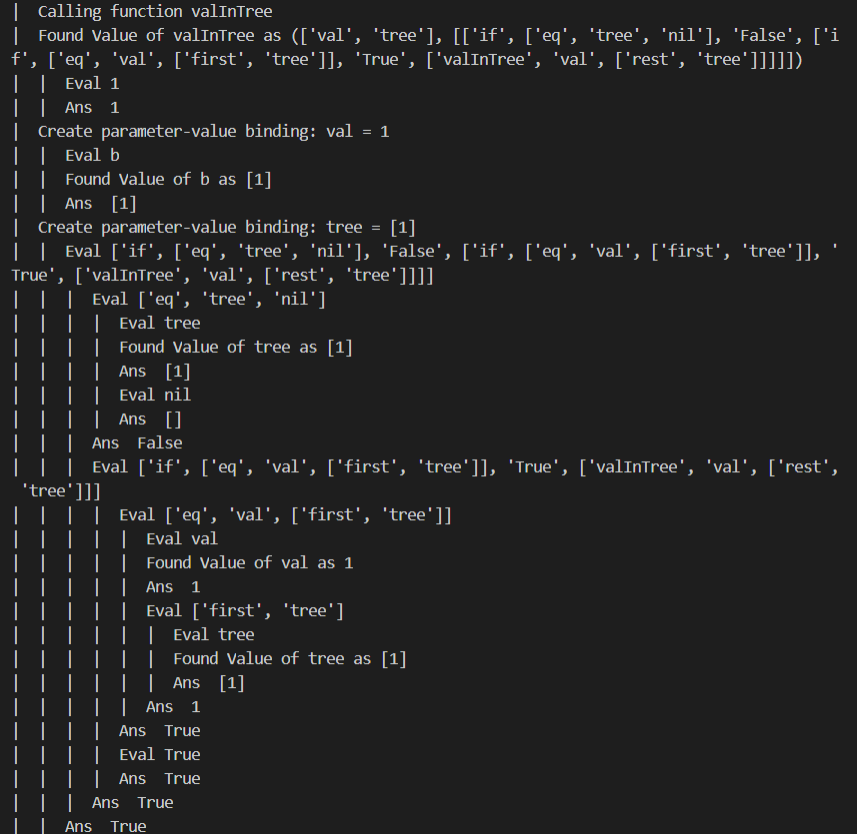 |  Calling function valInTree
|  Found Value of valInTree as (['val', 'tree'], [['if', ['eq', 'tree', 'nil'], 'False', ['i
f', ['eq', 'val', ['first', 'tree']], 'True', ['valInTree', 'val', ['rest', 'tree']]]]])
|  |  Eval 1
|  |  Ans  1
|  Create parameter-value binding: val = 1
|  |  Eval b
|  |  Found Value of b as [1]
|  |  Ans  [1]
|  Create parameter-value binding: tree = [1]
|  |  Eval ['if', ['eq', 'tree', 'nil'], 'False', ['if', ['eq', 'val', ['first', 'tree']], '
True', ['valInTree', 'val', ['rest', 'tree']]]]
|  |  |  Eval ['eq', 'tree', 'nil']
|  |  |  |  Eval tree
|  |  |  |  Found Value of tree as [1]
|  |  |  |  Ans  [1]
|  |  |  |  Eval nil
|  |  |  |  Ans  []
|  |  |  Ans  False
|  |  |  Eval ['if', ['eq', 'val', ['first', 'tree']], 'True', ['valInTree', 'val', ['rest',
 'tree']]]
|  |  |  |  Eval ['eq', 'val', ['first', 'tree']]
|  |  |  |  |  Eval val
|  |  |  |  |  Found Value of val as 1
|  |  |  |  |  Ans  1
|  |  |  |  |  Eval ['first', 'tree']
|  |  |  |  |  |  Eval tree
|  |  |  |  |  |  Found Value of tree as [1]
|  |  |  |  |  |  Ans  [1]
|  |  |  |  |  Ans  1
|  |  |  |  Ans  True
|  |  |  |  Eval True
|  |  |  |  Ans  True
|  |  |  Ans  True
|  |  Ans  True